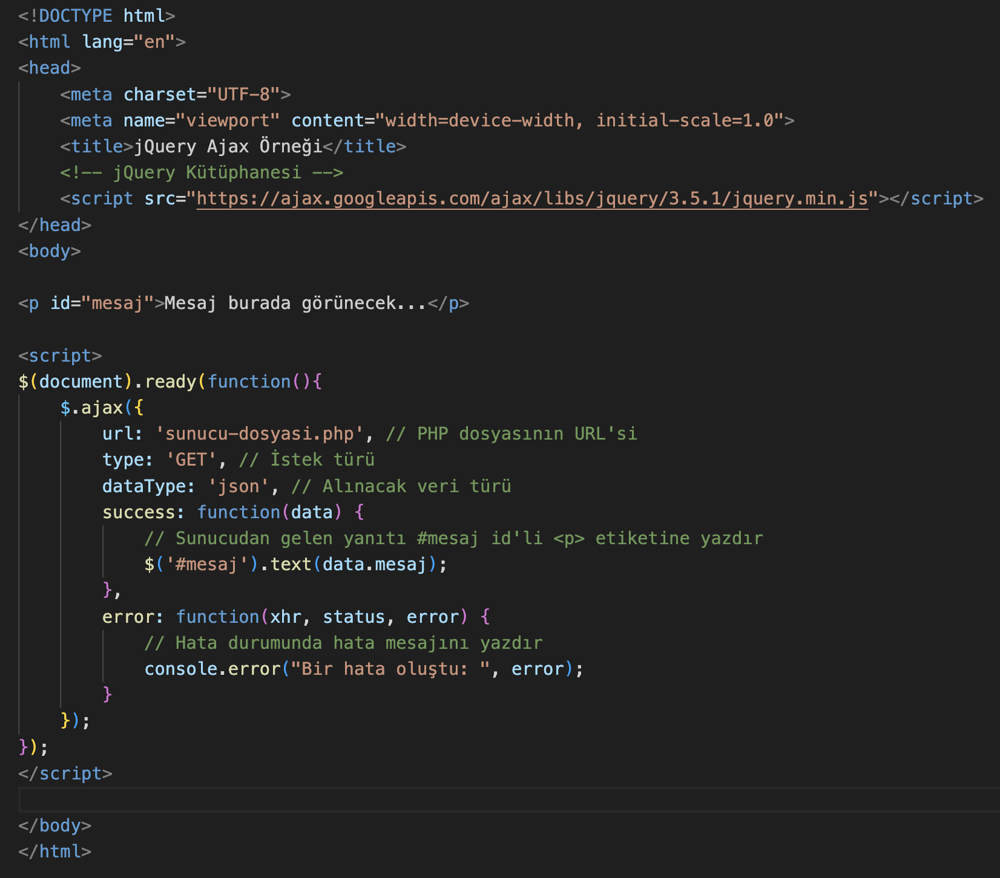 <!DOCTYPE html>
<html lang="en">
<head>
    <meta charset="UTF-8">
    <meta name="viewport" content="width=device-width, initial-scale=1.0">
    <title>jQuery Ajax Örneği</title>
    <!-- jQuery Kütüphanesi -->
    <script src="https://ajax.googleapis.com/ajax/libs/jquery/3.5.1/jquery.min.js"></script>
</head>
<body>

<p id="mesaj">Mesaj burada görünecek...</p>

<script>
$(document).ready(function(){
    $.ajax({
        url: 'sunucu-dosyasi.php', // PHP dosyasının URL'si
        type: 'GET', // İstek türü
        dataType: 'json', // Alınacak veri türü
        success: function(data) {
            // Sunucudan gelen yanıtı #mesaj id'li <p> etiketine yazdır
            $('#mesaj').text(data.mesaj);
        },
        error: function(xhr, status, error) {
            // Hata durumunda hata mesajını yazdır
            console.error("Bir hata oluştu: ", error);
        }
    });
});
</script>

</body>
</html>